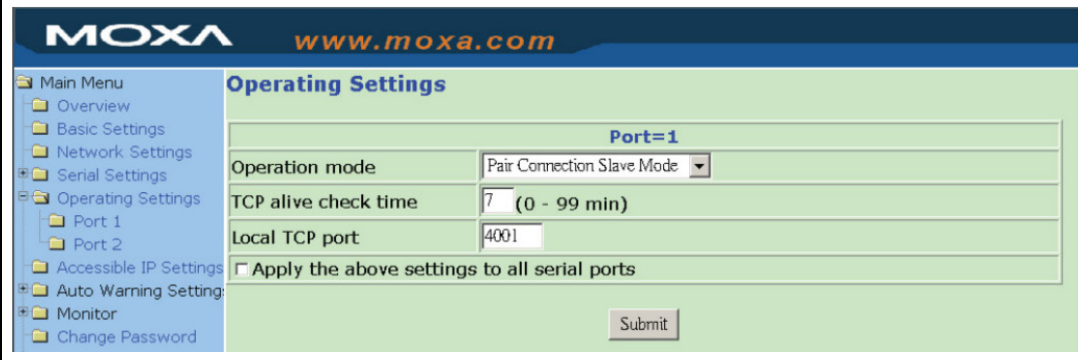 MOXA www.moxa.com
Main Menu
Overview
Basic Settings
Network Settings
Serial Settings
Operating Settings
Port 1
Port 2
Accessible IP Settings
Auto Warning Setting
Monitor
Change Password
Operating Settings
Port=1
Operation mode Pair Connection Slave Mode
TCP alive check time 7 (0 - 99 min)
Local TCP port 4001
Apply the above settings to all serial ports
Submit